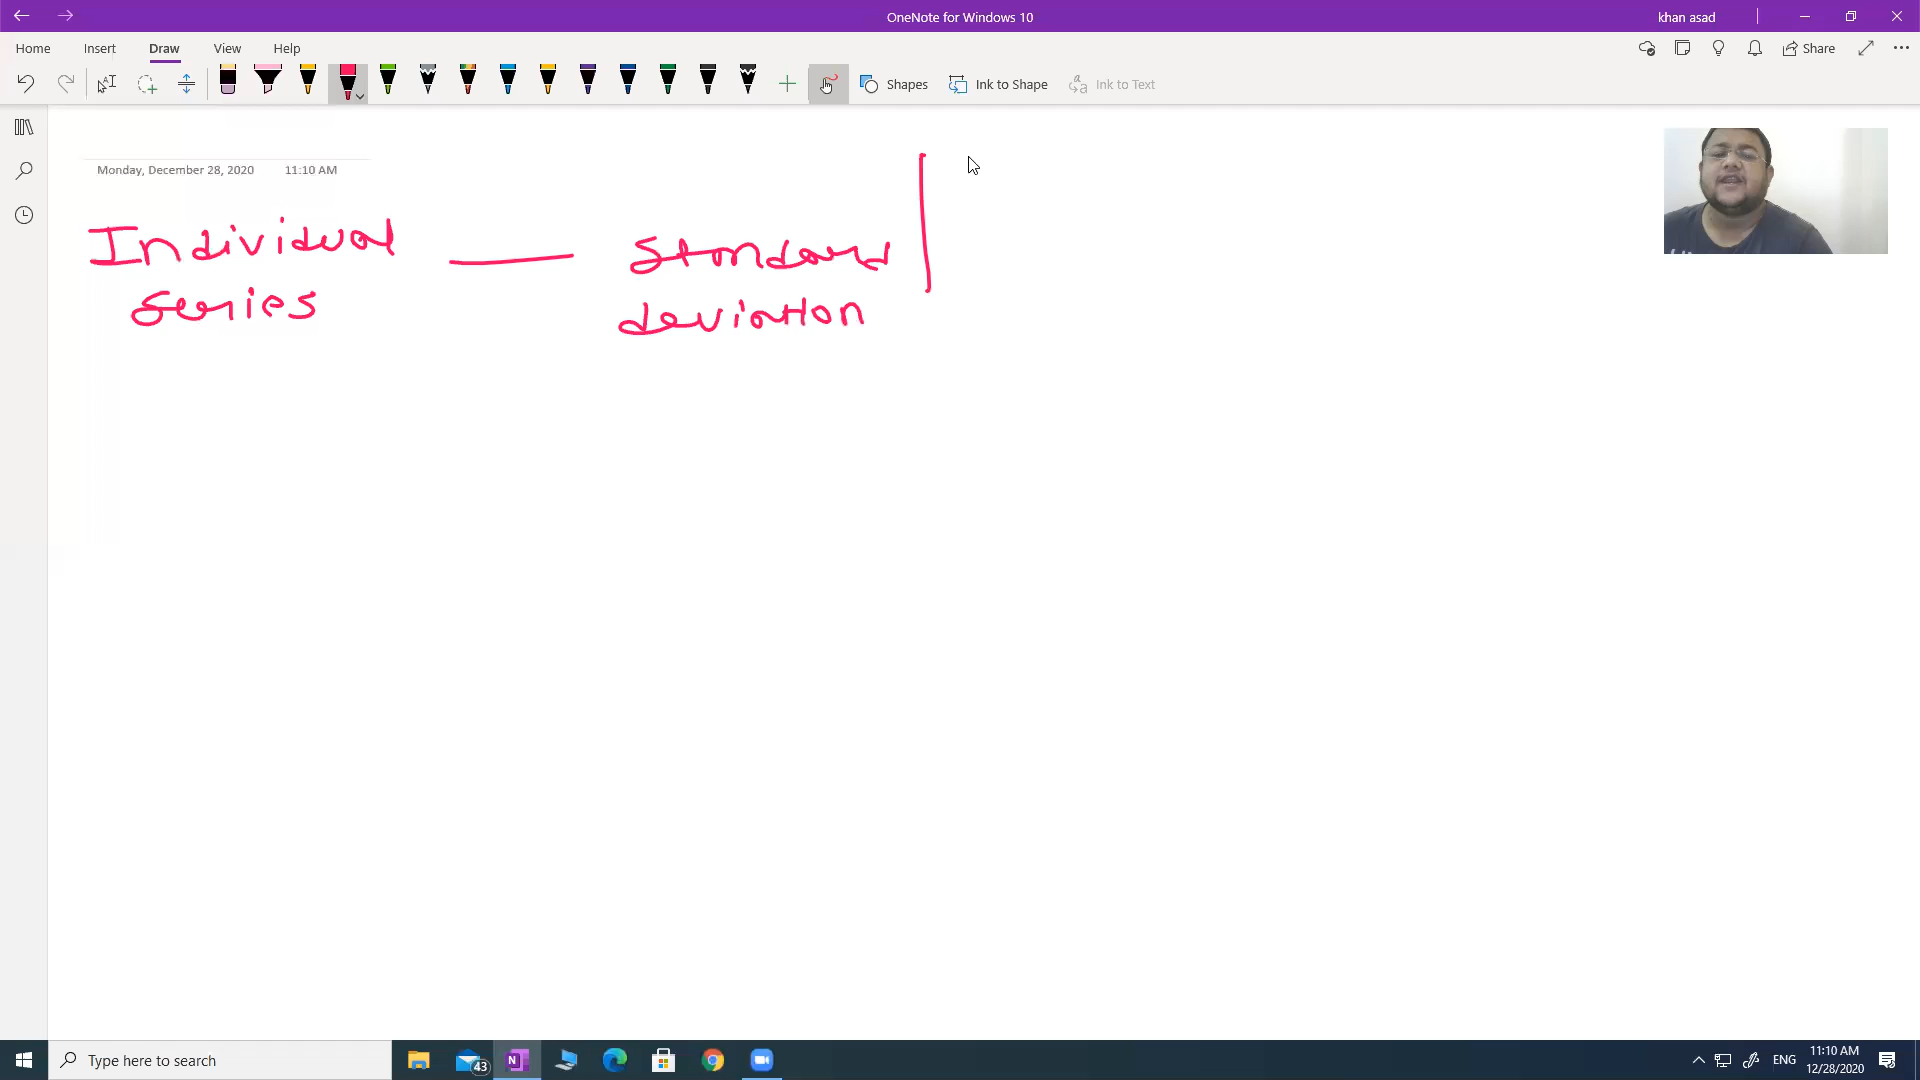 OneNote for Windows 10
khan asad
Home Insert Draw View Help
Share
Shapes
Ink to Shape
Ink to Text
Monday, December 28, 2020 11:10 AM
Individual ___ Standard
Series deviation
Type here to search
43
ENG
11:10 AM
12/28/2020